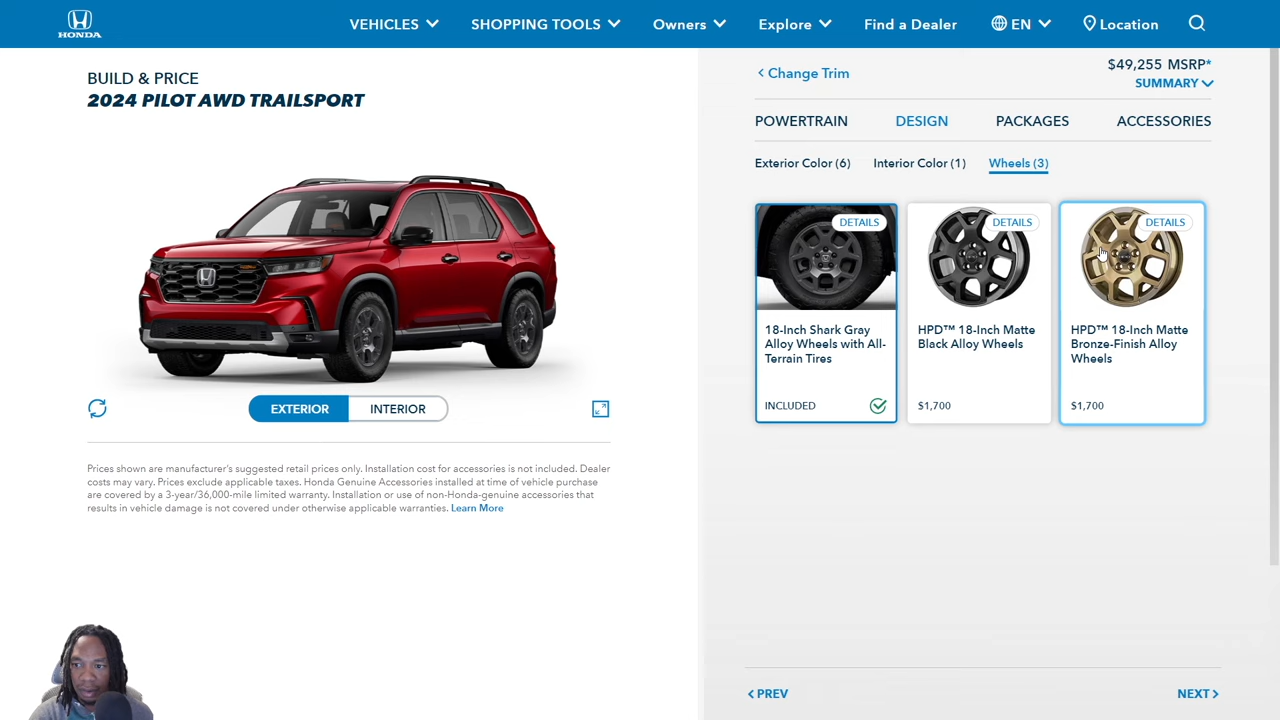 HONDA
VEHICLES
SHOPPING TOOLS
Owners
Explore
Find a Dealer
EN
Location
BUILD & PRICE
2024 PILOT AWD TRAILSPORT
EXTERIOR
INTERIOR
Prices shown are manufacturer's suggested retail prices only. Installation cost for accessories is not included. Dealer
costs may vary. Prices exclude applicable taxes. Honda Genuine Accessories installed at time of vehicle purchase
are covered by a 3-year/36,000-mile limited warranty. Installation or use of non-Honda-genuine accessories that
results in vehicle damage is not covered under otherwise applicable warranties. Learn More
Change Trim
$49,255 MSRP*
SUMMARY
POWERTRAIN
DESIGN
PACKAGES
ACCESSORIES
Exterior Color (6)
Interior Color (1)
Wheels (3)
DETAILS
18-Inch Shark Gray
Alloy Wheels with All-
Terrain Tires
INCLUDED
DETAILS
HPD™ 18-Inch Matte
Black Alloy Wheels
$1,700
DETAILS
HPD™ 18-Inch Matte
Bronze-Finish Alloy
Wheels
$1,700
PREV
NEXT